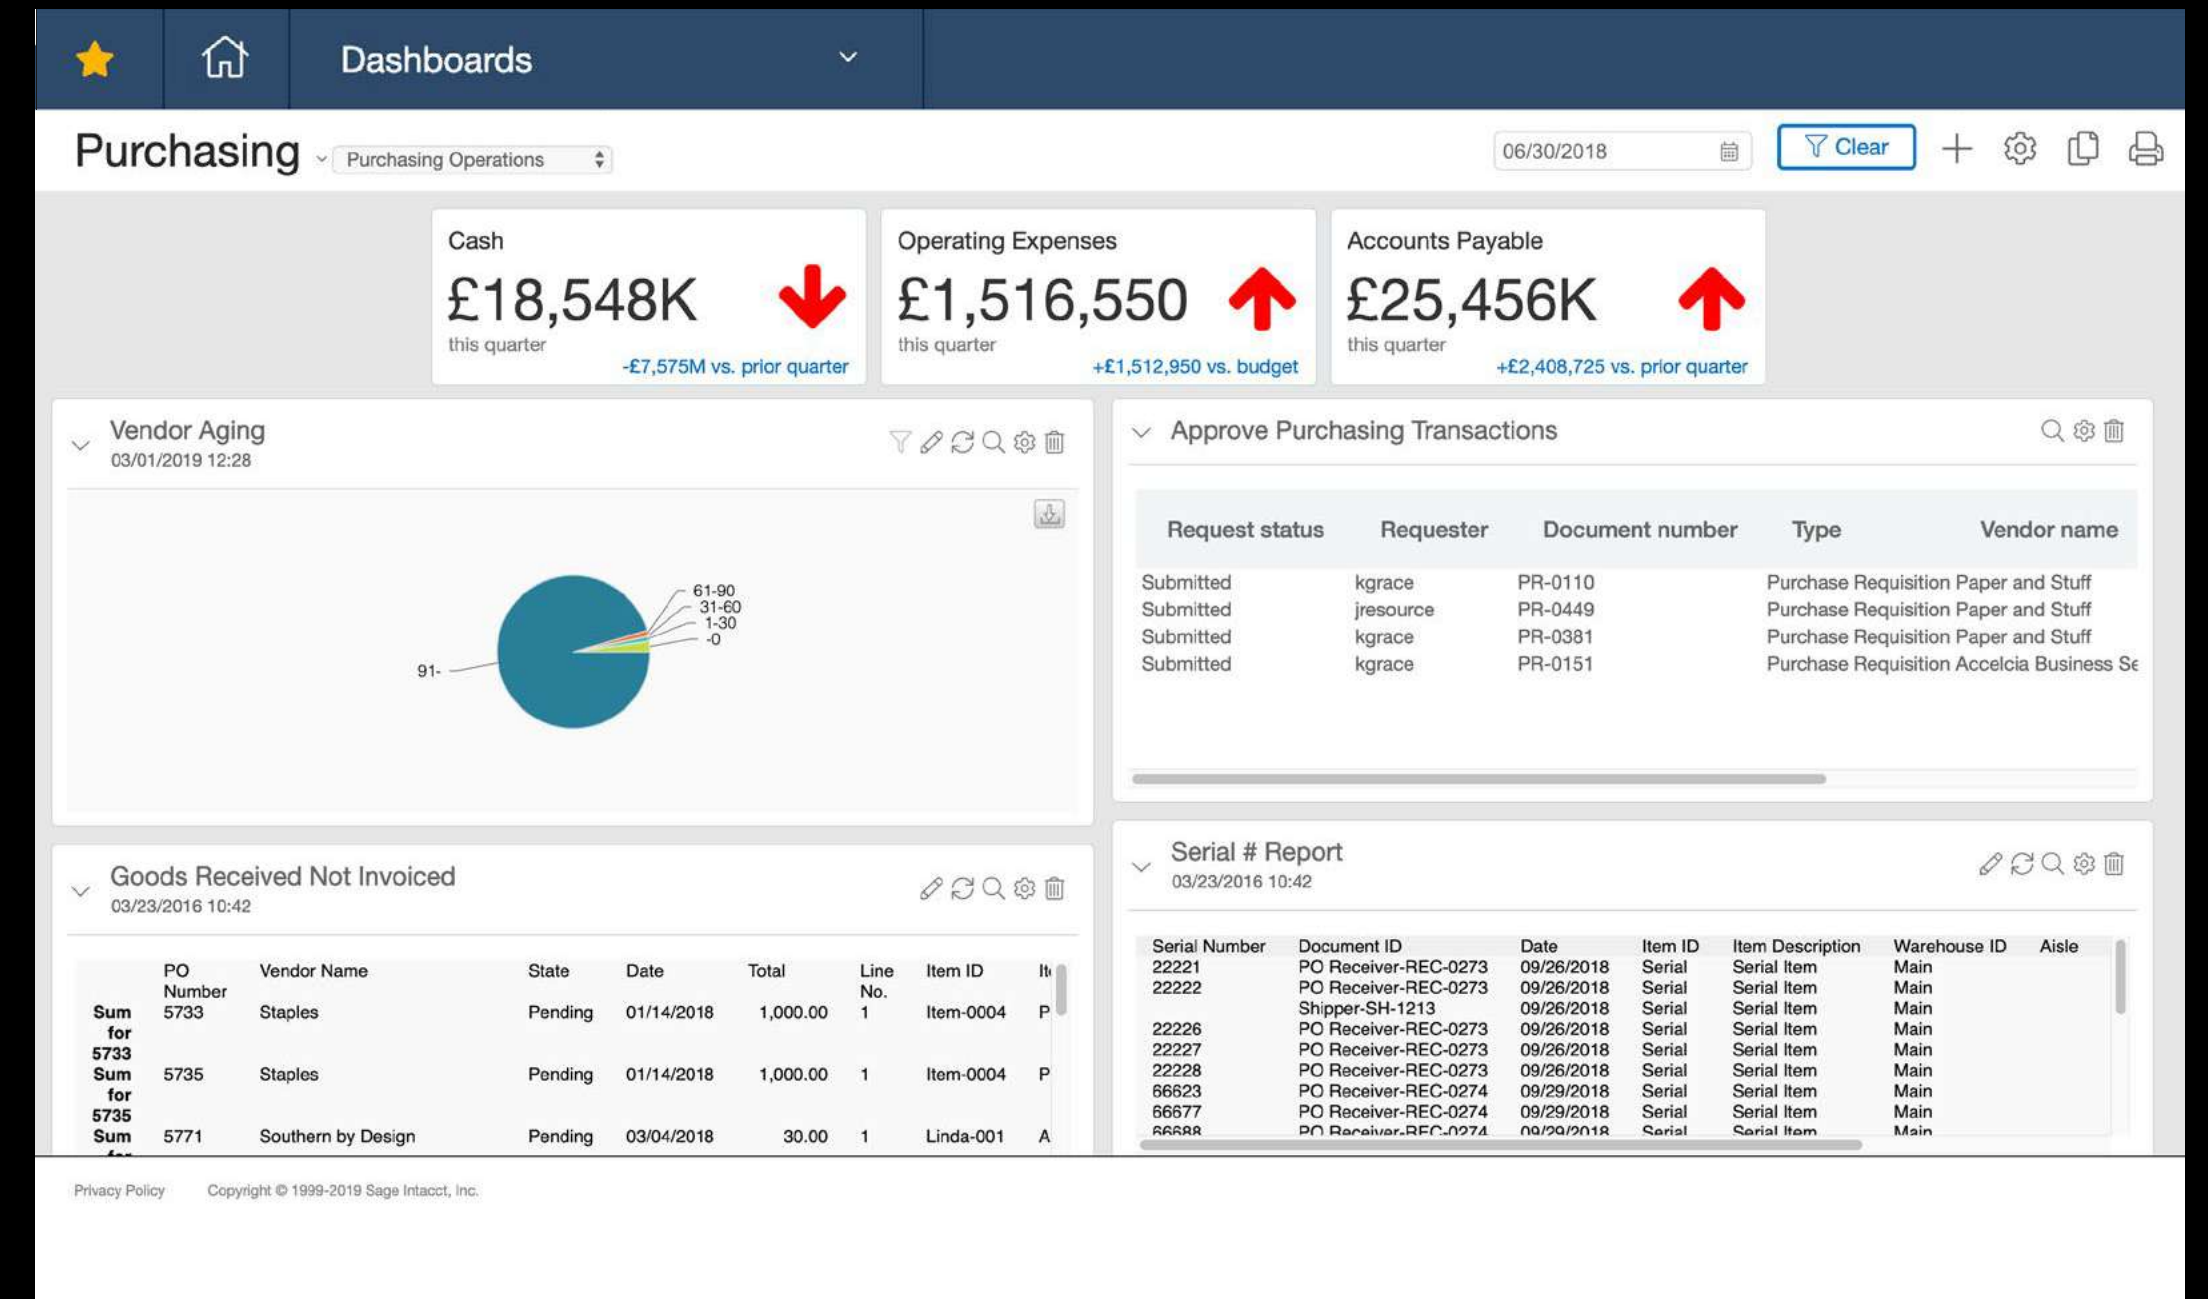 Dashboards
Purchasing
Purchasing Operations
06/30/2018
Clear
Cash
£18,548K
this quarter
-£7,575M vs. prior quarter
Operating Expenses
£1,516,550
this quarter
+£1,512,950 vs. budget
Accounts Payable
£25,456K
this quarter
+£2,408,725 vs. prior quarter
Vendor Aging
03/01/2019 12:28
61-90
31-60
1-30
-0
91-
Approve Purchasing Transactions
Request status Requester Document number Type Vendor name
Submitted kgrace PR-0110 Purchase Requisition Paper and Stuff
Submitted jresource PR-0449 Purchase Requisition Paper and Stuff
Submitted kgrace PR-0381 Purchase Requisition Paper and Stuff
Submitted kgrace PR-0151 Purchase Requisition Accelcia Business Se
Goods Received Not Invoiced
03/23/2016 10:42
PO Vendor Name State Date Total Line Item ID It
Number No.
Sum 5733 Staples Pending 01/14/2018 1,000.00 1 Item-0004 P
for
5733
Sum 5735 Staples Pending 01/14/2018 1,000.00 1 Item-0004 P
for
5735
Sum 5771 Southern by Design Pending 03/04/2018 30.00 1 Linda-001 A
for
Serial # Report
03/23/2016 10:42
Serial Number Document ID Date Item ID Item Description Warehouse ID Aisle
22221 PO Receiver-REC-0273 09/26/2018 Serial Serial Item Main
22222 PO Receiver-REC-0273 09/26/2018 Serial Serial Item Main
Shipper-SH-1213 09/26/2018 Serial Serial Item Main
22226 PO Receiver-REC-0273 09/26/2018 Serial Serial Item Main
22227 PO Receiver-REC-0273 09/26/2018 Serial Serial Item Main
22228 PO Receiver-REC-0273 09/26/2018 Serial Serial Item Main
66623 PO Receiver-REC-0274 09/29/2018 Serial Serial Item Main
66677 PO Receiver-REC-0274 09/29/2018 Serial Serial Item Main
66688 PO Receiver-REC-0274 09/29/2018 Serial Serial Item Main
Privacy Policy Copyright © 1999-2019 Sage Intacct, Inc.